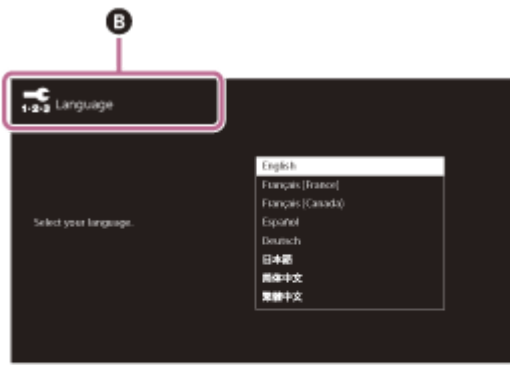 B
1-2-3 Language
Select your language.
English
Français (France)
Français (Canada)
Español
Deutsch
日本語
简体中文
繁體中文